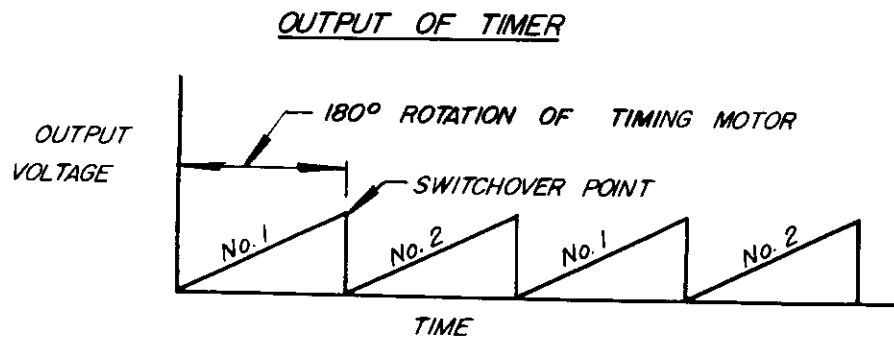 OUTPUT OF TIMER
180° ROTATION OF TIMING MOTOR
OUTPUT
VOLTAGE
SWITCHOVER POINT
No. 1
No. 2
No. 1
No. 2
TIME